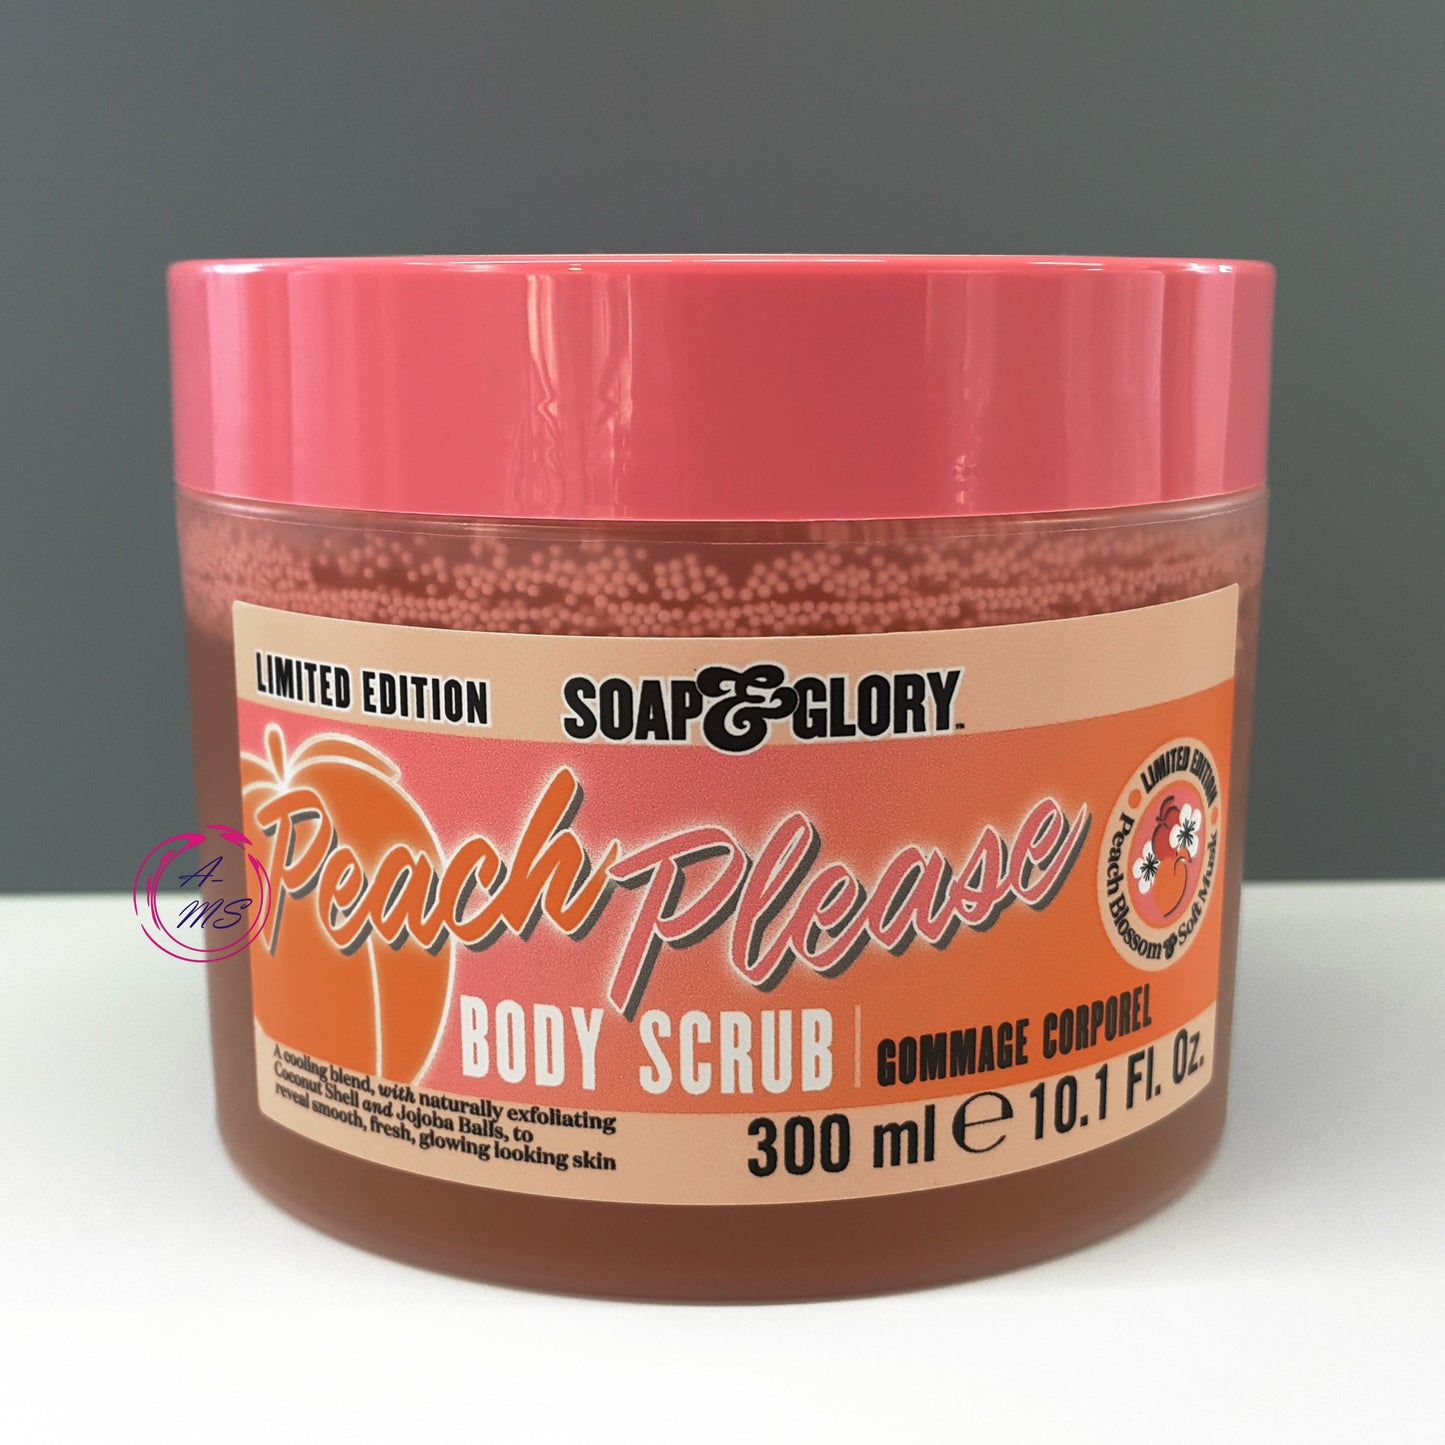 LIMITED EDITION
SOAP & GLORY™
Peach Please
LIMITED EDITION
Peach Blossom & Soft Musk
A-
MS
BODY SCRUB | GOMMAGE CORPOREL
A cooling blend, with naturally exfoliating
Coconut Shell and Jojoba Balls, to
reveal smooth, fresh, glowing looking skin
300 ml ℮ 10.1 Fl. Oz.